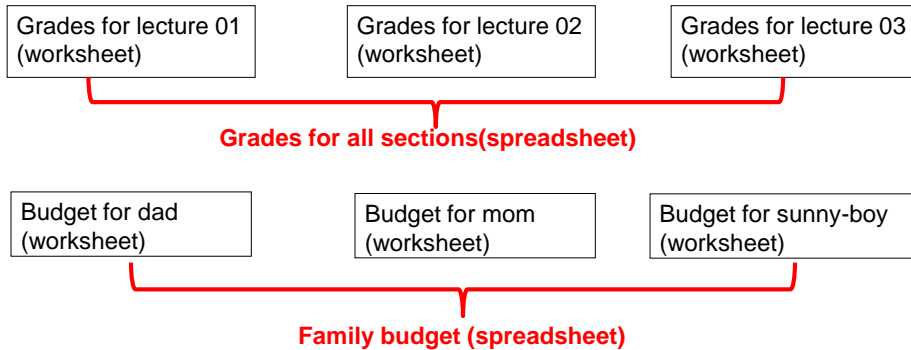 Grades for lecture 01
(worksheet)
Grades for lecture 02
(worksheet)
Grades for lecture 03
(worksheet)
Grades for all sections(spreadsheet)
Budget for dad
(worksheet)
Budget for mom
(worksheet)
Budget for sunny-boy
(worksheet)
Family budget (spreadsheet)